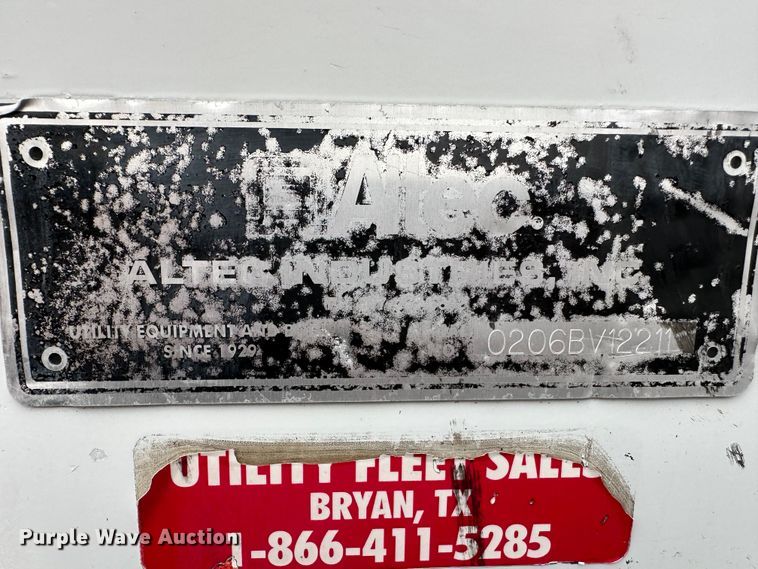 Altec
ALTEC INDUSTRIES, INC.
UTILITY EQUIPMENT AND
SINCE 1929
0206BV12211
UTILITY FLEET SALES
BRYAN, TX
1-866-411-5285
Purple Wave Auction